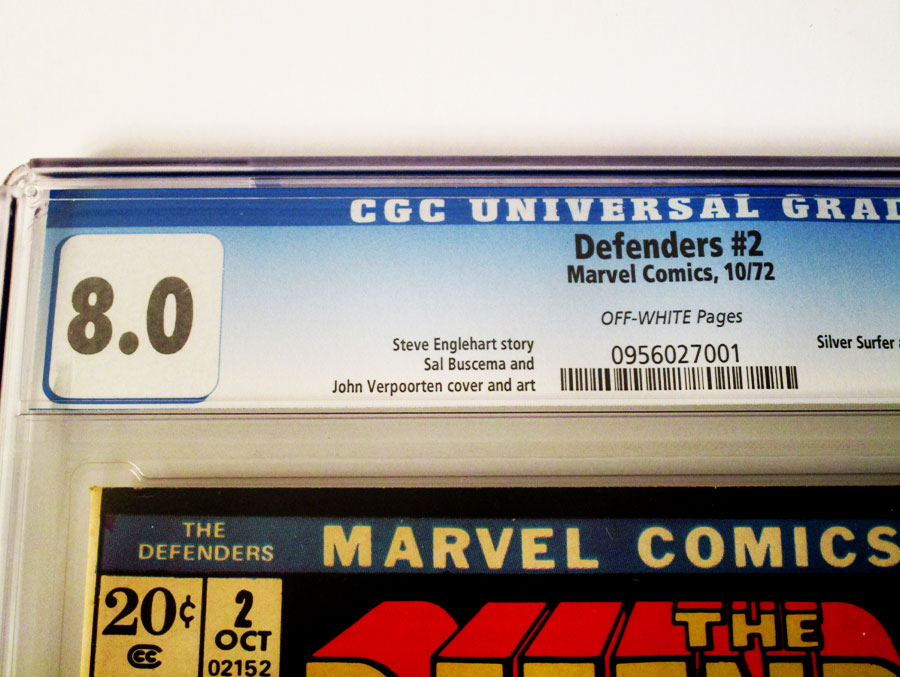 CGC UNIVERSAL GRAD
8.0
Defenders #2
Marvel Comics, 10/72
OFF-WHITE Pages
Steve Englehart story
Sal Buscema and
John Verpoorten cover and art
0956027001
Silver Surfer
THE
DEFENDERS
MARVEL COMICS
20¢
CC
2
OCT
02152
THE